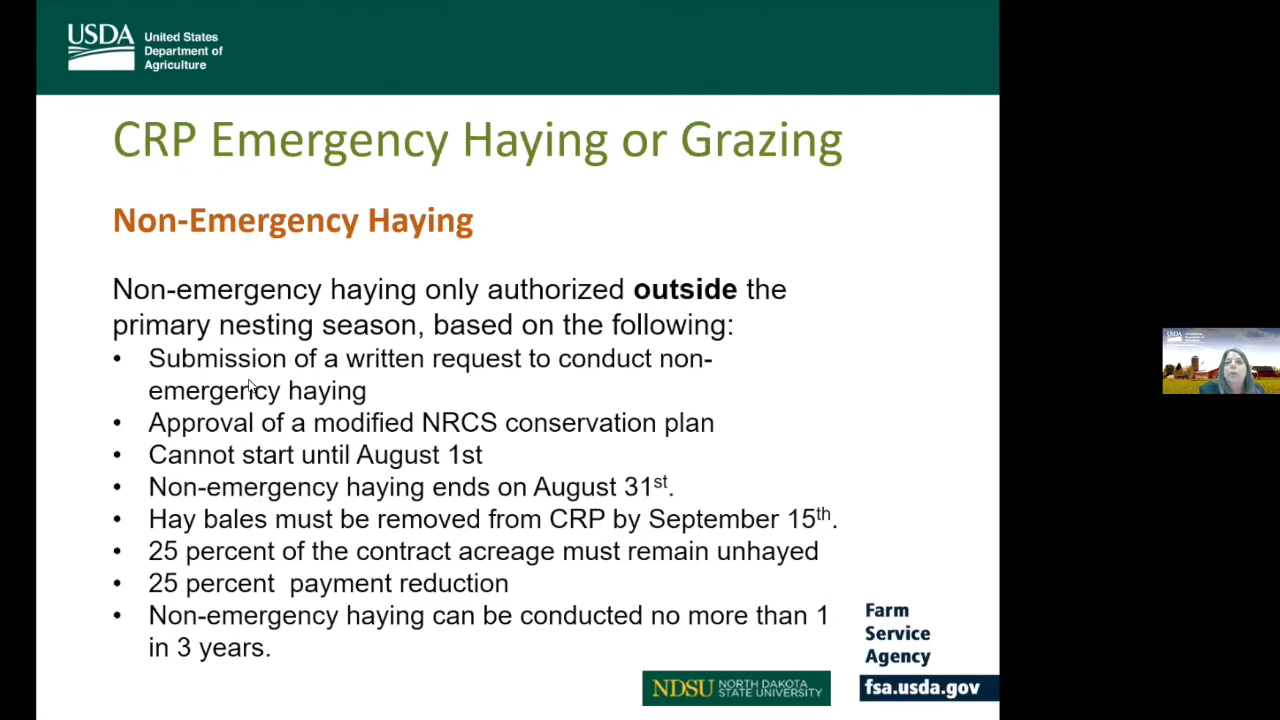 USDA
United States
Department of
Agriculture
CRP Emergency Haying or Grazing
Non-Emergency Haying
Non-emergency haying only authorized outside the
primary nesting season, based on the following:
• Submission of a written request to conduct non-
emergency haying
• Approval of a modified NRCS conservation plan
• Cannot start until August 1st
• Non-emergency haying ends on August 31st.
• Hay bales must be removed from CRP by September 15th.
• 25 percent of the contract acreage must remain unhayed
• 25 percent  payment reduction
• Non-emergency haying can be conducted no more than 1
in 3 years.
Farm
Service
Agency
fsa.usda.gov
NDSU NORTH DAKOTA
STATE UNIVERSITY